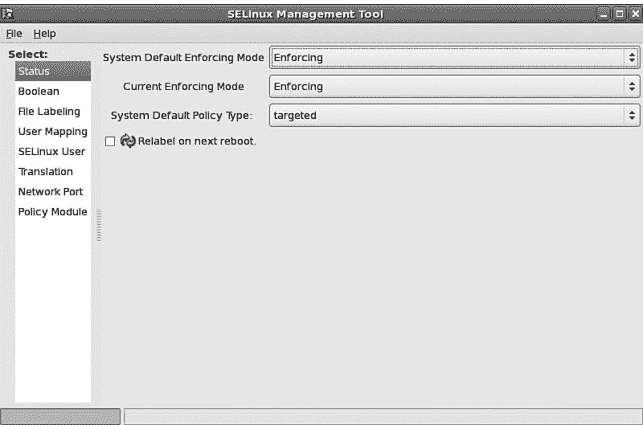 SELinux Management Tool
File Help
Select:
Status
Boolean
File Labeling
User Mapping
SELinux User
Translation
Network Port
Policy Module
System Default Enforcing Mode Enforcing
Current Enforcing Mode Enforcing
System Default Policy Type: targeted
Relabel on next reboot.